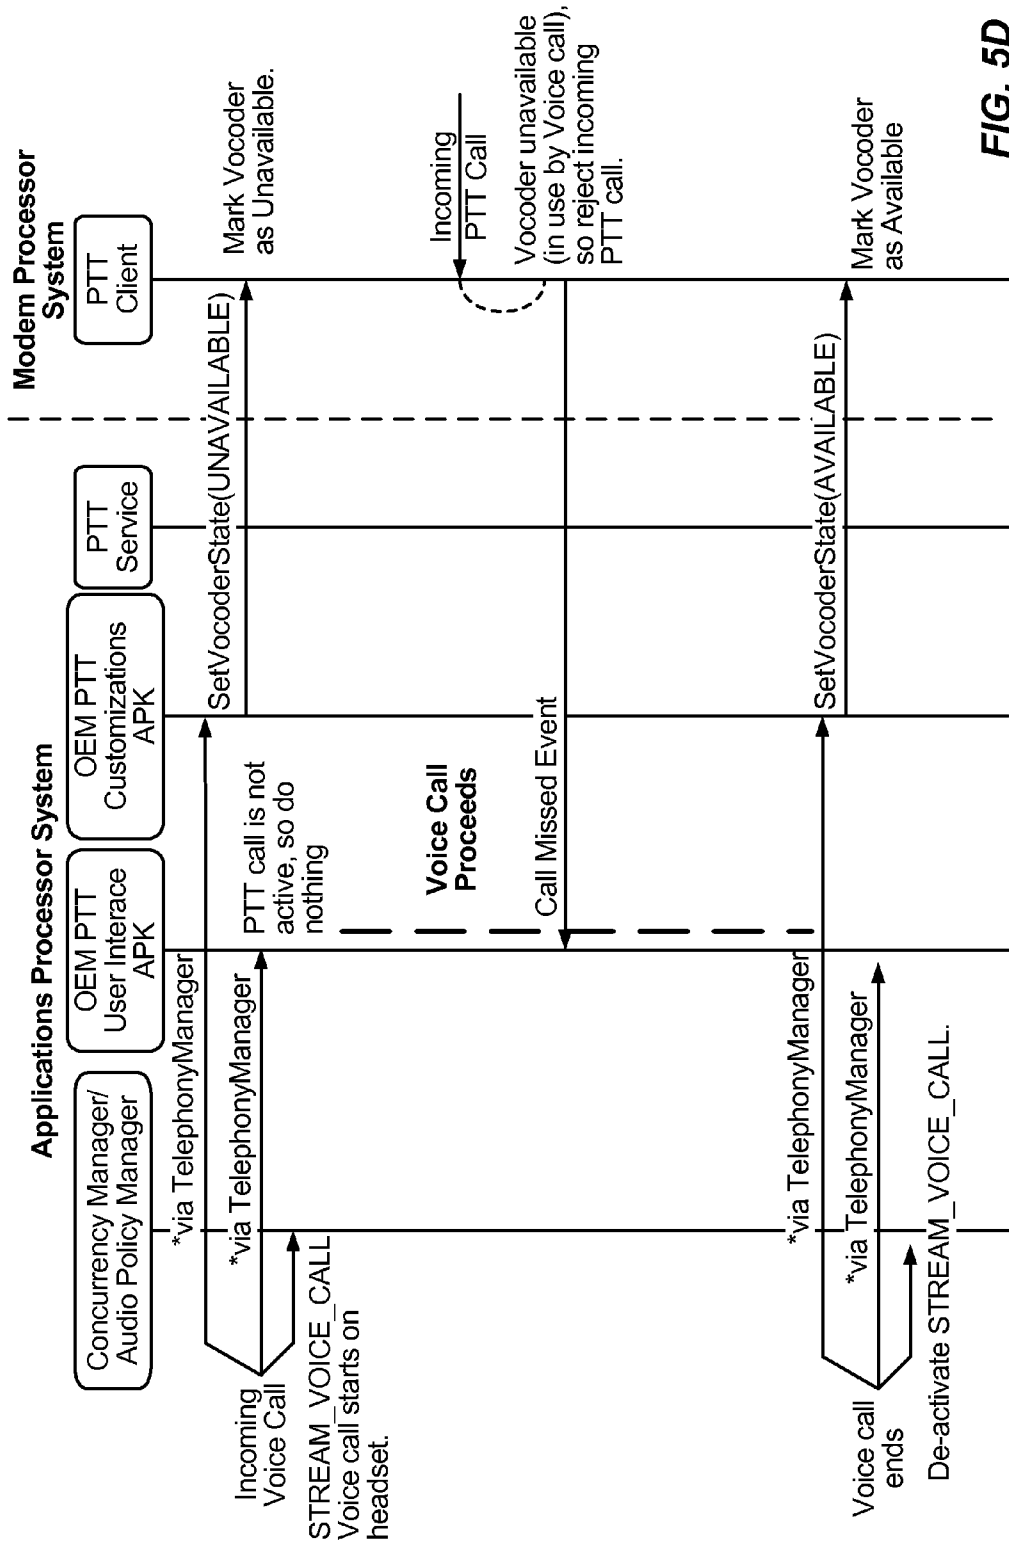 Applications Processor System
Modem Processor
System
Concurrency Manager/
Audio Policy Manager
OEM PTT
User Interace
APK
OEM PTT
Customizations
APK
PTT
Service
PTT
Client
*via TelephonyManager
SetVocoderState(UNAVAILABLE)
Mark Vocoder
as Unavailable.
*via TelephonyManager
PTT call is not
active, so do
nothing
Incoming
Voice Call
STREAM_VOICE_CALL
Voice call starts on
headset.
Voice Call
Proceeds
Incoming
PTT Call
Vocoder unavailable
(in use by Voice call),
so reject incoming
PTT call.
Call Missed Event
*via TelephonyManager
SetVocoderState(AVAILABLE)
Mark Vocoder
as Available
*via TelephonyManager
Voice call
ends
De-activate STREAM_VOICE_CALL.
FIG. 5D